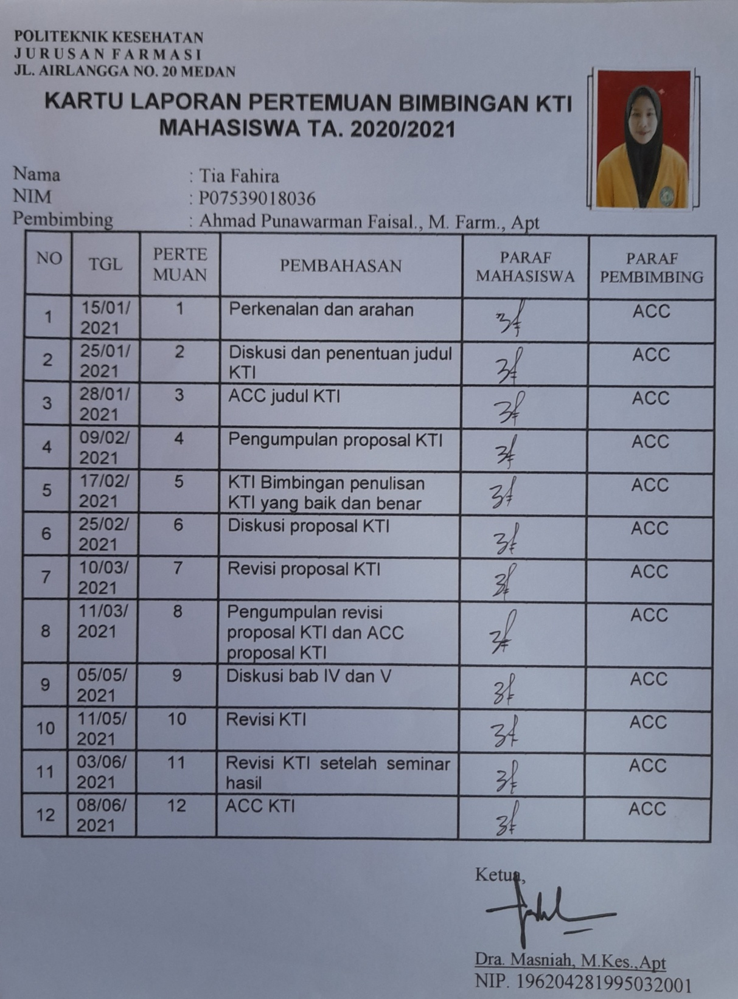 POLITEKNIK KESEHATAN
JURUSAN FARMASI
JL. AIRLANGGA NO. 20 MEDAN
KARTU LAPORAN PERTEMUAN BIMBINGAN KTI
MAHASISWA TA. 2020/2021
Nama : Tia Fahira
NIM : P07539018036
Pembimbing : Ahmad Punawarman Faisal., M. Farm., Apt
NO TGL PERTE MUAN PEMBAHASAN PARAF MAHASISWA PARAF PEMBIMBING
1 15/01/ 1 Perkenalan dan arahan ACC
2021
2 25/01/ 2 Diskusi dan penentuan judul ACC
2021 KTI
3 28/01/ 3 ACC judul KTI ACC
2021
4 09/02/ 4 Pengumpulan proposal KTI ACC
2021
5 17/02/ 5 KTI Bimbingan penulisan ACC
2021 KTI yang baik dan benar
6 25/02/ 6 Diskusi proposal KTI ACC
2021
7 10/03/ 7 Revisi proposal KTI ACC
2021
8 11/03/ 8 Pengumpulan revisi ACC
2021 proposal KTI dan ACC
proposal KTI
9 05/05/ 9 Diskusi bab IV dan V ACC
2021
10 11/05/ 10 Revisi KTI ACC
2021
11 03/06/ 11 Revisi KTI setelah seminar ACC
2021 hasil
12 08/06/ 12 ACC KTI ACC
2021
Ketua,
Dra. Masniah, M.Kes.,Apt
NIP. 196204281995032001